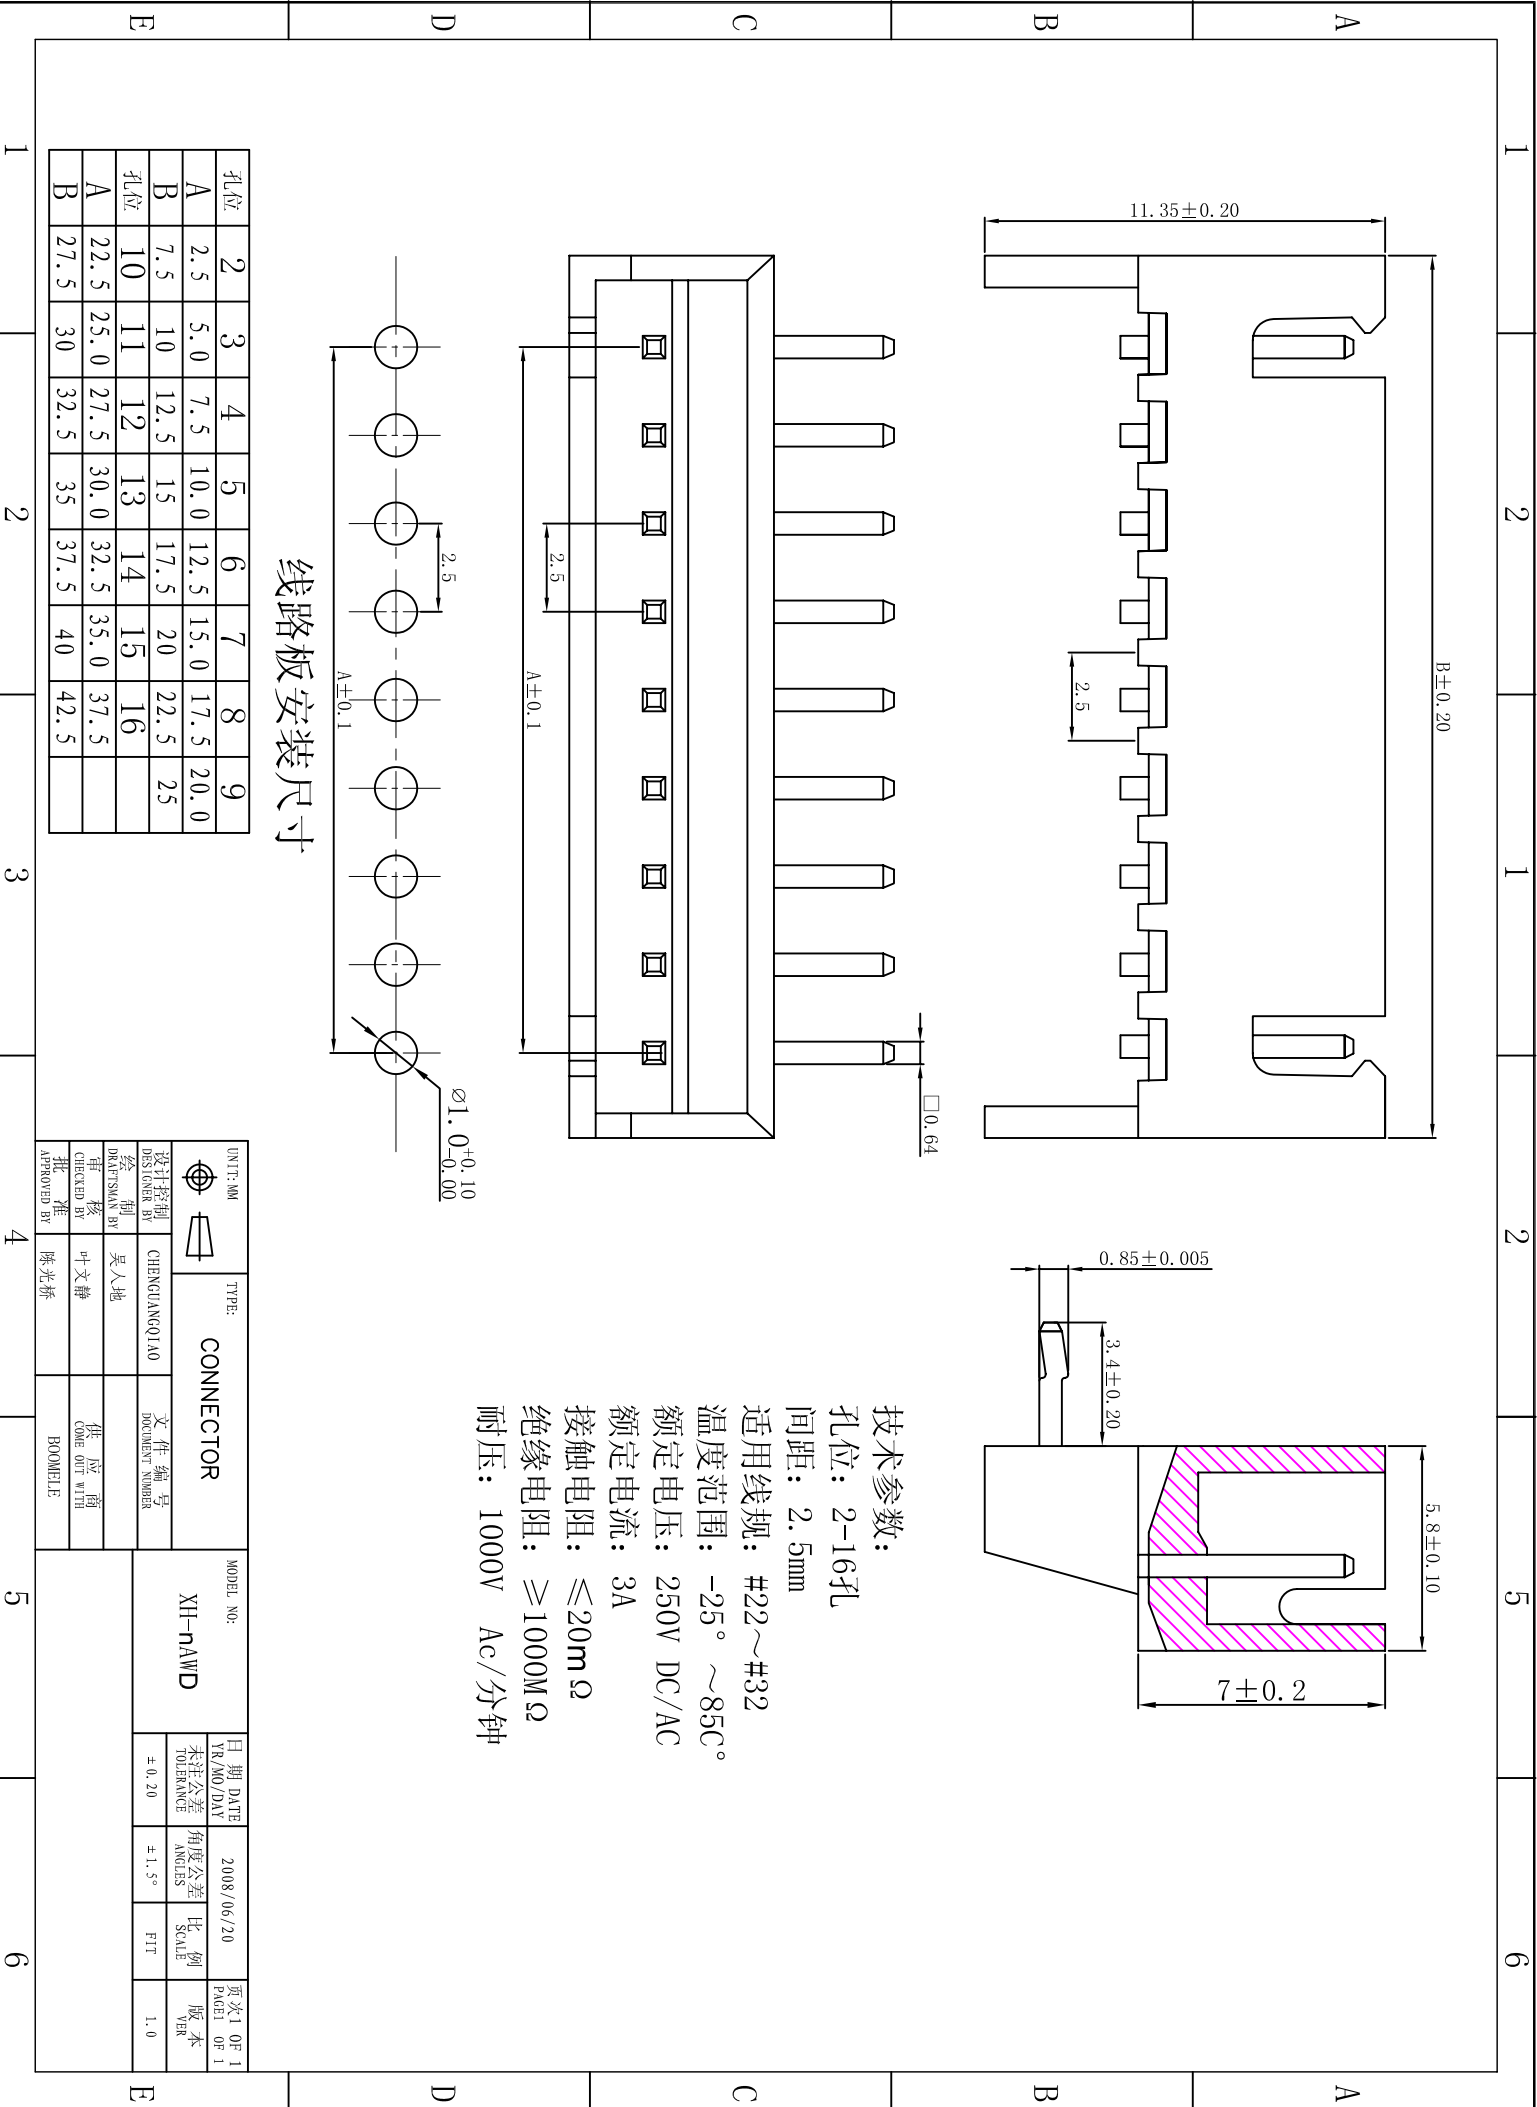 1 2 1 2 5 6
A
B
C
D
E
11.35±0.20
B±0.20
2.5
0.85±0.005
3.4±0.20
5.8±0.10
7±0.2
□0.64
2.5
A±0.1
2.5
A±0.1
∅1.0 +0.10 -0.00
线路板安装尺寸
技术参数:
孔位: 2-16孔
间距: 2.5mm
适用线规: #22～#32
温度范围: -25° ～85C°
额定电压: 250V DC/AC
额定电流: 3A
接触电阻: ≤20mΩ
绝缘电阻: ≥1000MΩ
耐压: 1000V Ac/分钟
孔位 2 3 4 5 6 7 8 9
A 2.5 5.0 7.5 10.0 12.5 15.0 17.5 20.0
B 7.5 10 12.5 15 17.5 20 22.5 25
孔位 10 11 12 13 14 15 16
A 22.5 25.0 27.5 30.0 32.5 35.0 37.5
B 27.5 30 32.5 35 37.5 40 42.5
UNIT:MM
TYPE:
CONNECTOR
MODEL NO:
XH-nAWD
日 期 DATE
YR/MO/DAY
2008/06/20
页次1 OF 1
PAGE1 OF 1
设计控制
DESIGNER BY
CHENGUANGQIAO
文 件 编 号
DOCUMENT NUMBER
未注公差
TOLERANCE
角度公差
ANGLES
比 例
SCALE
版 本
VER
绘 制
DRAFTSMAN BY
吴人地
±0.20
±1.5°
FIT
1.0
审 核
CHECKED BY
叶文静
供 应 商
COME OUT WITH
批 准
APPROVED BY
陈光桥
BOOMELE
1 2 3 4 5 6
A
B
C
D
E